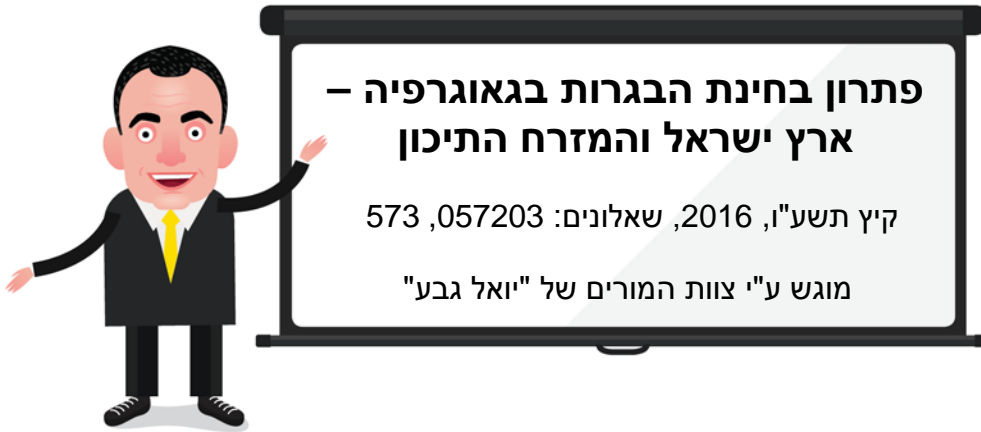 פתרון בחינת הבגרות בגאוגרפיה –
ארץ ישראל והמזרח התיכון
קיץ תשע"ו, 2016, שאלונים: 057203, 573
מוגש ע"י צוות המורים של "יואל גבע"